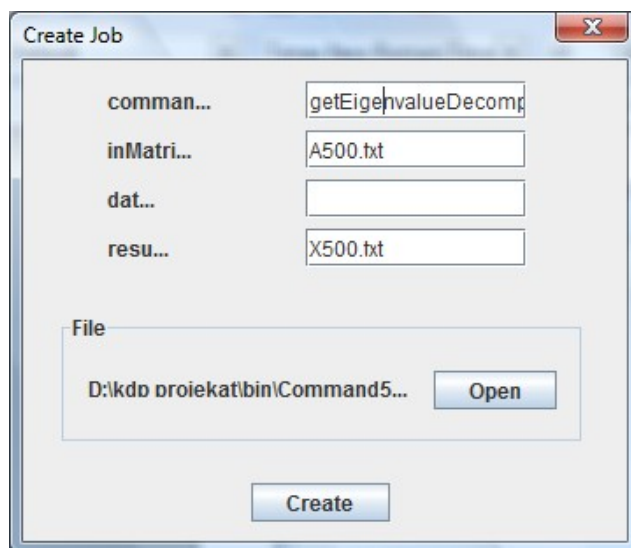 Create Job
comman... getEigenvalueDecomp
inMatri... A500.txt
dat...
resu... X500.txt
File
D:\kdp projekat\bin\Command5... Open
Create